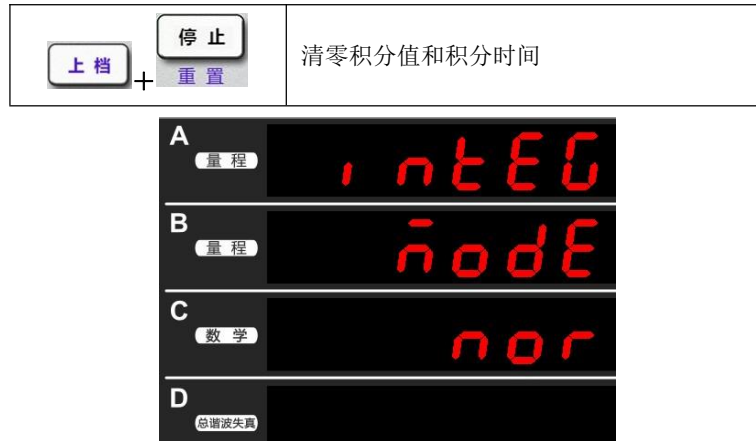 上档 + 停止 清零积分值和积分时间
重置
A
量程 intEG
B
量程 modE
C
数学 nor
D
总谐波失真